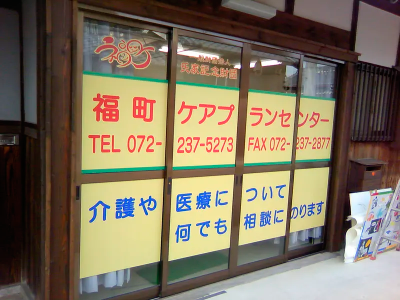 福町
福町 ケアプランセンター
TEL 072-237-5273 FAX 072-237-2877
介護や 医療に ついて
何でも 相談に のります